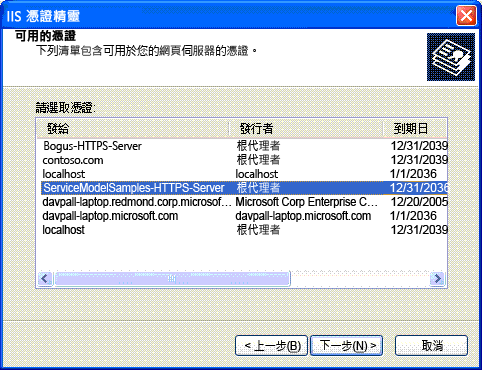 IIS 憑證精靈
可用的憑證
下列清單包含可用於您的網頁伺服器的憑證。
請選取憑證:
發給 發行者 到期日
Bogus-HTTPS-Server 根代理者 12/31/2039
contoso.com 根代理者 12/31/2039
localhost localhost 1/1/2036
ServiceModelSamples-HTTPS-Server 根代理者 12/31/2036
davpall-laptop.redmond.corp.microsof... Microsoft Corp Enterprise C... 12/20/2005
davpall-laptop.microsoft.com davpall-laptop.microsoft.com 1/1/2036
localhost 根代理者 12/31/2039
< 上一步(B) 下一步(N) > 取消